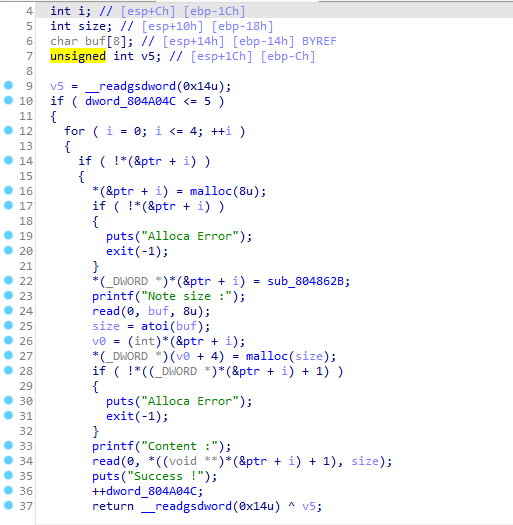 4 int i; // [esp+Ch] [ebp-1Ch]
5 int size; // [esp+10h] [ebp-18h]
6 char buf[8]; // [esp+14h] [ebp-14h] BYREF
7 unsigned int v5; // [esp+1Ch] [ebp-Ch]
8
9 v5 = __readgsdword(0x14u);
10 if ( dword_804A04C <= 5 )
11 {
12 for ( i = 0; i <= 4; ++i )
13 {
14 if ( !*(&ptr + i) )
15 {
16 *(&ptr + i) = malloc(8u);
17 if ( !*(&ptr + i) )
18 {
19 puts("Alloca Error");
20 exit(-1);
21 }
22 *(_DWORD *)*(&ptr + i) = sub_804862B;
23 printf("Note size :");
24 read(0, buf, 8u);
25 size = atoi(buf);
26 v0 = (int)*(&ptr + i);
27 *(_DWORD *)(v0 + 4) = malloc(size);
28 if ( !*((_DWORD *)*(&ptr + i) + 1) )
29 {
30 puts("Alloca Error");
31 exit(-1);
32 }
33 printf("Content :");
34 read(0, *((void **)*(&ptr + i) + 1), size);
35 puts("Success !");
36 ++dword_804A04C;
37 return __readgsdword(0x14u) ^ v5;